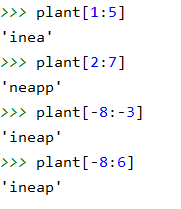 >>> plant[1:5]
'inea'
>>> plant[2:7]
'neapp'
>>> plant[-8:-3]
'ineap'
>>> plant[-8:6]
'ineap'